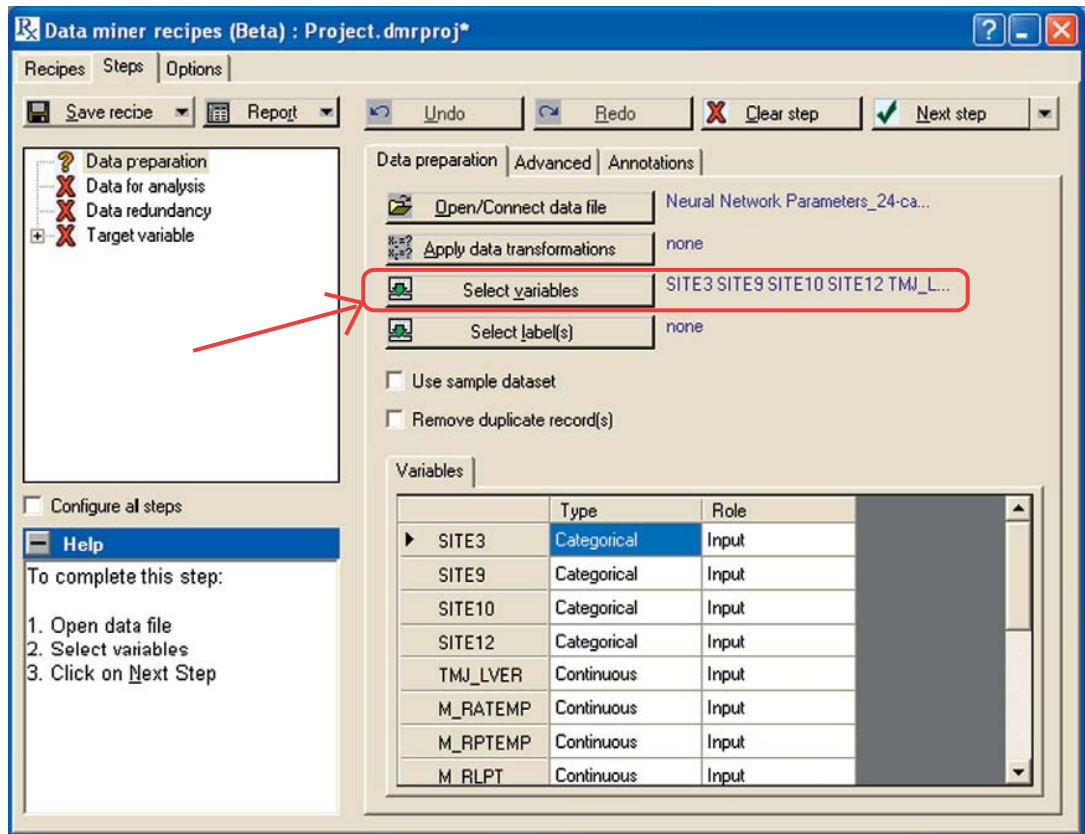 Data miner recipes (Beta) : Project.dmrproj*
Recipes Steps Options
Save recipe Report Undo Redo Clear step Next step
Data preparation
Data for analysis
Data redundancy
Target variable
Configure all steps
Help
To complete this step:
1. Open data file
2. Select variables
3. Click on Next Step
Data preparation Advanced Annotations
Open/Connect data file Neural Network Parameters_24-ca...
Apply data transformations none
Select variables SITE3 SITE9 SITE10 SITE12 TMJ_L...
Select label(s) none
Use sample dataset
Remove duplicate record(s)
Variables
Type Role
SITE3 Categorical Input
SITE9 Categorical Input
SITE10 Categorical Input
SITE12 Categorical Input
TMJ_LVER Continuous Input
M_RATEMP Continuous Input
M_RPTEMP Continuous Input
M_RLPT Continuous Input